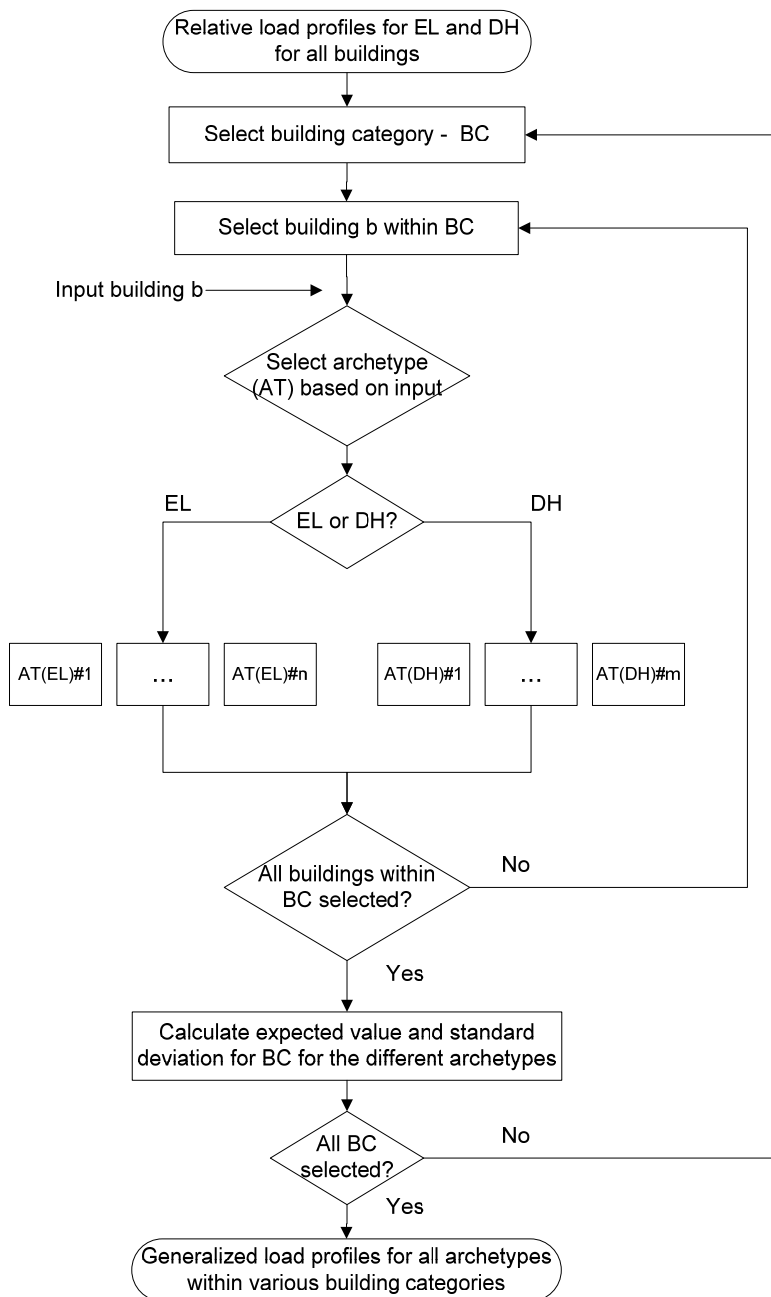 Relative load profiles for EL and DH
for all buildings
Select building category -  BC
Select building b within BC
Input building b
Select archetype
(AT) based on input
EL or DH?
EL
DH
AT(EL)#1
...
AT(EL)#n
AT(DH)#1
...
AT(DH)#m
All buildings within
BC selected?
No
Yes
Calculate expected value and standard
deviation for BC for the different archetypes
All BC
selected?
No
Yes
Generalized load profiles for all archetypes
within various building categories